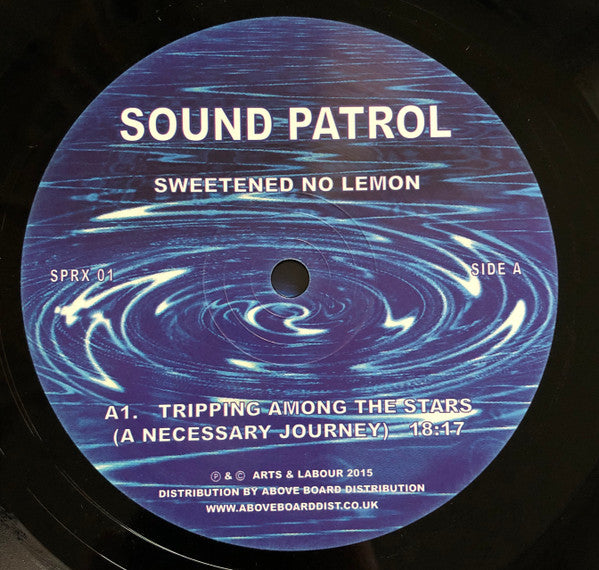 SOUND PATROL
SWEETENED NO LEMON
SPRX 01
SIDE A
A1. TRIPPING AMONG THE STARS
(A NECESSARY JOURNEY) 18:17
℗ & © ARTS & LABOUR 2015
DISTRIBUTION BY ABOVE BOARD DISTRIBUTION
WWW.ABOVEBOARDDIST.CO.UK